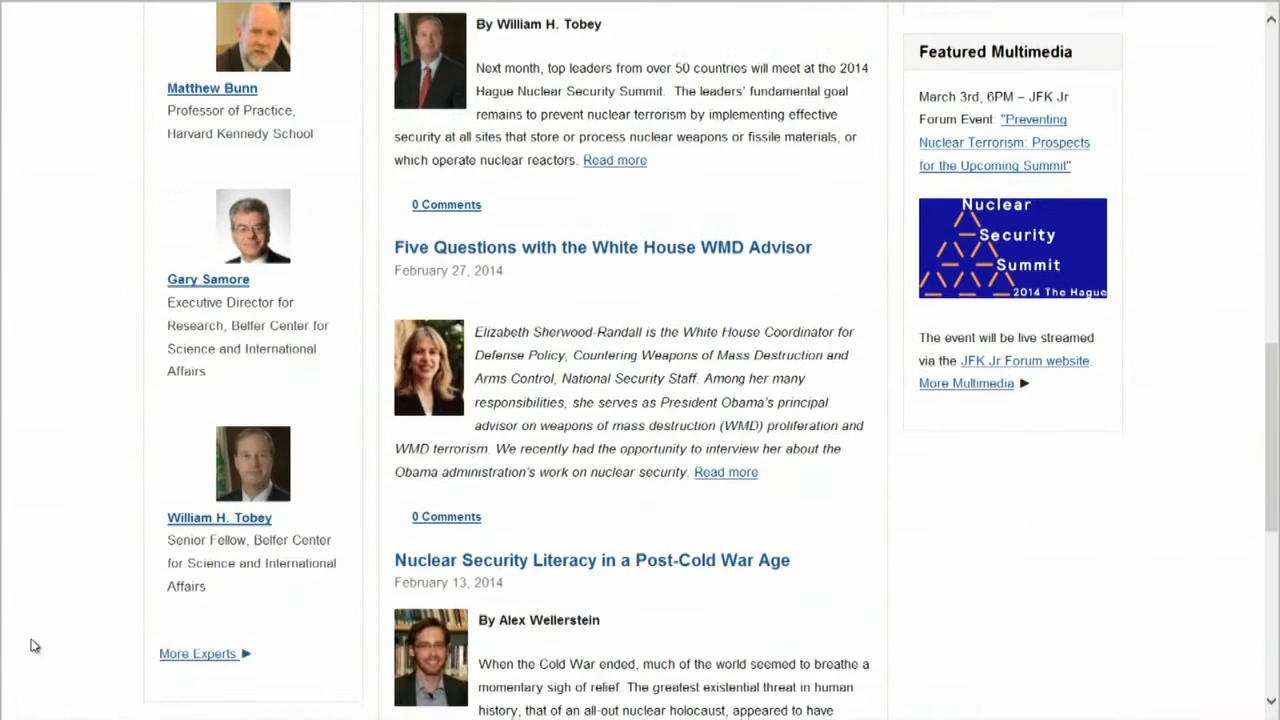 Matthew Bunn
Professor of Practice,
Harvard Kennedy School
Gary Samore
Executive Director for
Research, Belfer Center for
Science and International
Affairs
William H. Tobey
Senior Fellow, Belfer Center
for Science and International
Affairs
More Experts
By William H. Tobey
Next month, top leaders from over 50 countries will meet at the 2014
Hague Nuclear Security Summit.  The leaders' fundamental goal
remains to prevent nuclear terrorism by implementing effective
security at all sites that store or process nuclear weapons or fissile materials, or
which operate nuclear reactors. Read more
0 Comments
Five Questions with the White House WMD Advisor
February 27, 2014
Elizabeth Sherwood-Randall is the White House Coordinator for
Defense Policy, Countering Weapons of Mass Destruction and
Arms Control, National Security Staff. Among her many
responsibilities, she serves as President Obama's principal
advisor on weapons of mass destruction (WMD) proliferation and
WMD terrorism. We recently had the opportunity to interview her about the
Obama administration's work on nuclear security. Read more
0 Comments
Nuclear Security Literacy in a Post-Cold War Age
February 13, 2014
By Alex Wellerstein
When the Cold War ended, much of the world seemed to breathe a
momentary sigh of relief. The greatest existential threat in human
history, that of an all-out nuclear holocaust, appeared to have
Featured Multimedia
March 3rd, 6PM – JFK Jr.
Forum Event: "Preventing
Nuclear Terrorism: Prospects
for the Upcoming Summit"
Nuclear
Security
Summit
2014 The Hague
The event will be live streamed
via the JFK Jr Forum website.
More Multimedia